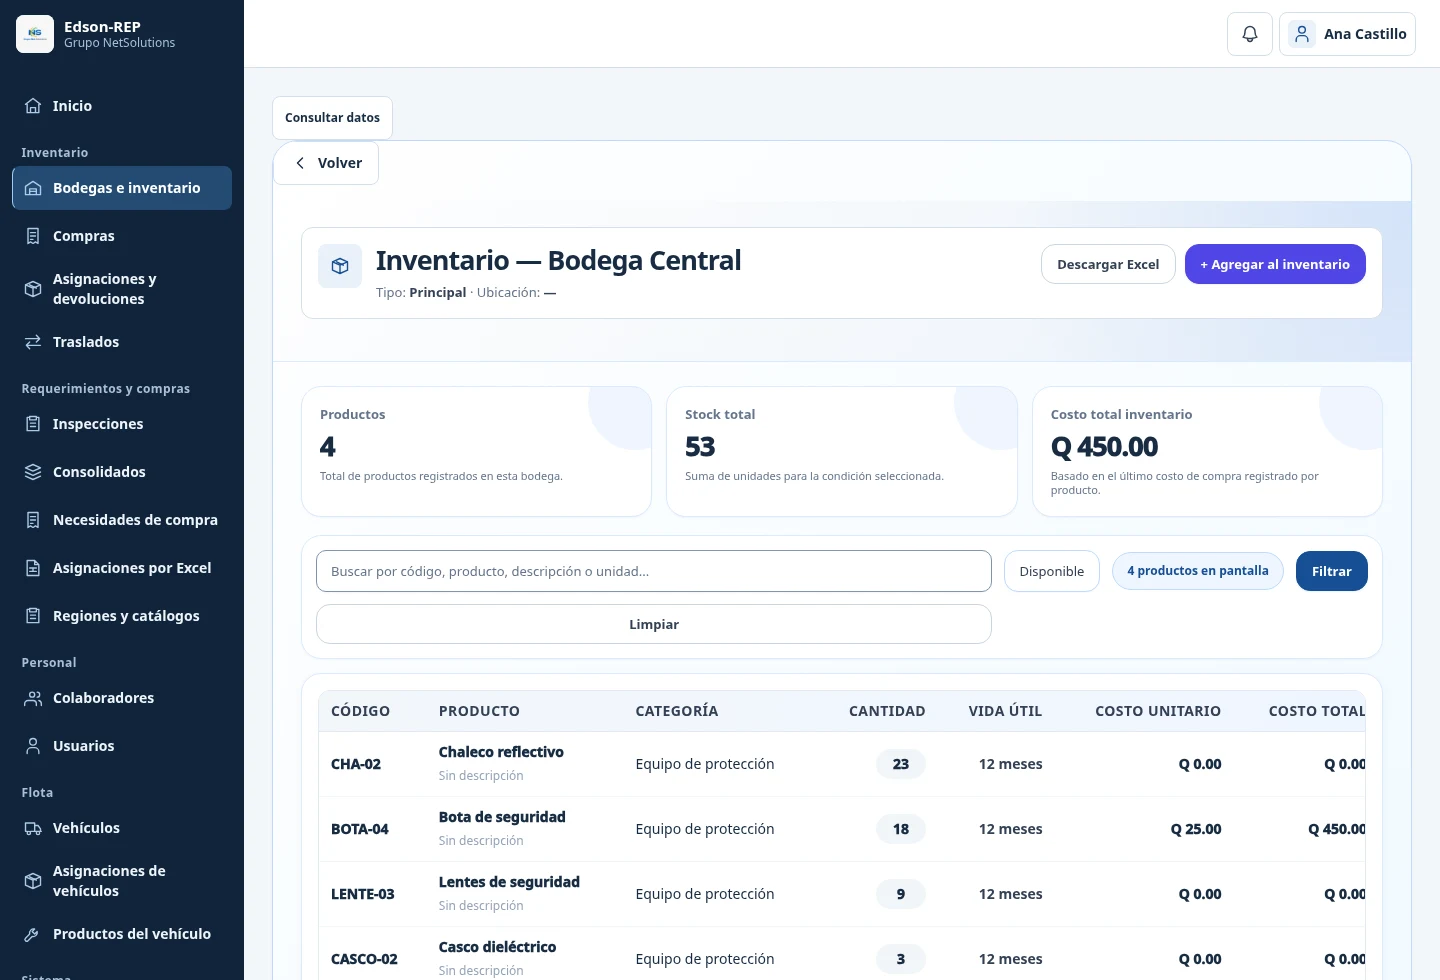 Edson-REP
Grupo NetSolutions
Ana Castillo
Inicio
Inventario
Bodegas e inventario
Compras
Asignaciones y
devoluciones
Traslados
Requerimientos y compras
Inspecciones
Consolidados
Necesidades de compra
Asignaciones por Excel
Regiones y catálogos
Personal
Colaboradores
Usuarios
Flota
Vehículos
Asignaciones de
vehículos
Productos del vehículo
Sistema
Consultar datos
Volver
Inventario — Bodega Central
Tipo: Principal · Ubicación: —
Descargar Excel
+ Agregar al inventario
Productos
4
Total de productos registrados en esta bodega.
Stock total
53
Suma de unidades para la condición seleccionada.
Costo total inventario
Q 450.00
Basado en el último costo de compra registrado por
producto.
Buscar por código, producto, descripción o unidad...
Disponible
4 productos en pantalla
Filtrar
Limpiar
CÓDIGO PRODUCTO CATEGORÍA CANTIDAD VIDA ÚTIL COSTO UNITARIO COSTO TOTAL
CHA-02 Chaleco reflectivo Equipo de protección 23 12 meses Q 0.00 Q 0.00
Sin descripción
BOTA-04 Bota de seguridad Equipo de protección 18 12 meses Q 25.00 Q 450.00
Sin descripción
LENTE-03 Lentes de seguridad Equipo de protección 9 12 meses Q 0.00 Q 0.00
Sin descripción
CASCO-02 Casco dieléctrico Equipo de protección 3 12 meses Q 0.00 Q 0.00
Sin descripción